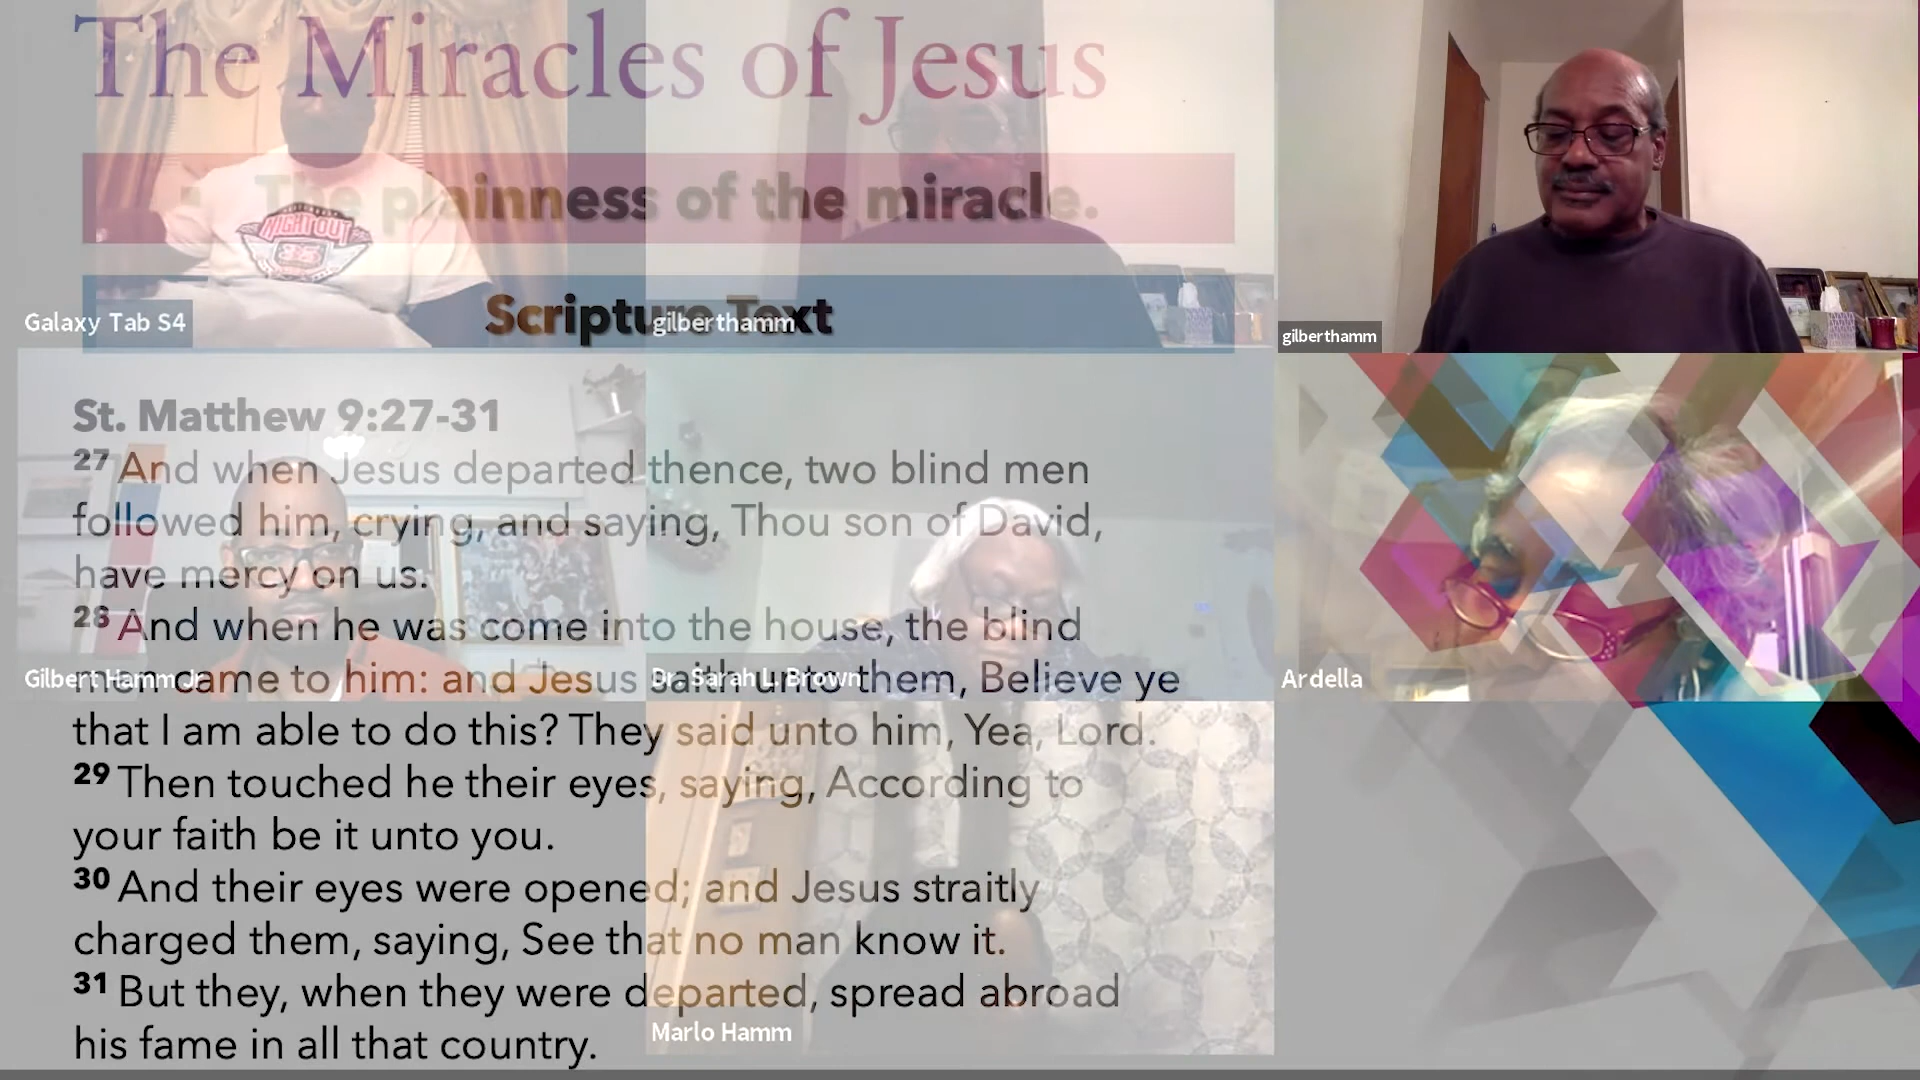 The Miracles of Jesus
The plainness of the miracle.
NIGHT OUT
Scripture Text
Galaxy Tab S4
gilberthamm
gilberthamm
St. Matthew 9:27-31
27 And when Jesus departed thence, two blind men
followed him, crying, and saying, Thou son of David,
have mercy on us.
28 And when he was come into the house, the blind
men came to him: and Jesus saith unto them, Believe ye
Gilbert Hamm Jr
Dr. Sarah L. Brown
Ardella
that I am able to do this? They said unto him, Yea, Lord.
29 Then touched he their eyes, saying, According to
your faith be it unto you.
30 And their eyes were opened; and Jesus straitly
charged them, saying, See that no man know it.
31 But they, when they were departed, spread abroad
his fame in all that country.
Marlo Hamm